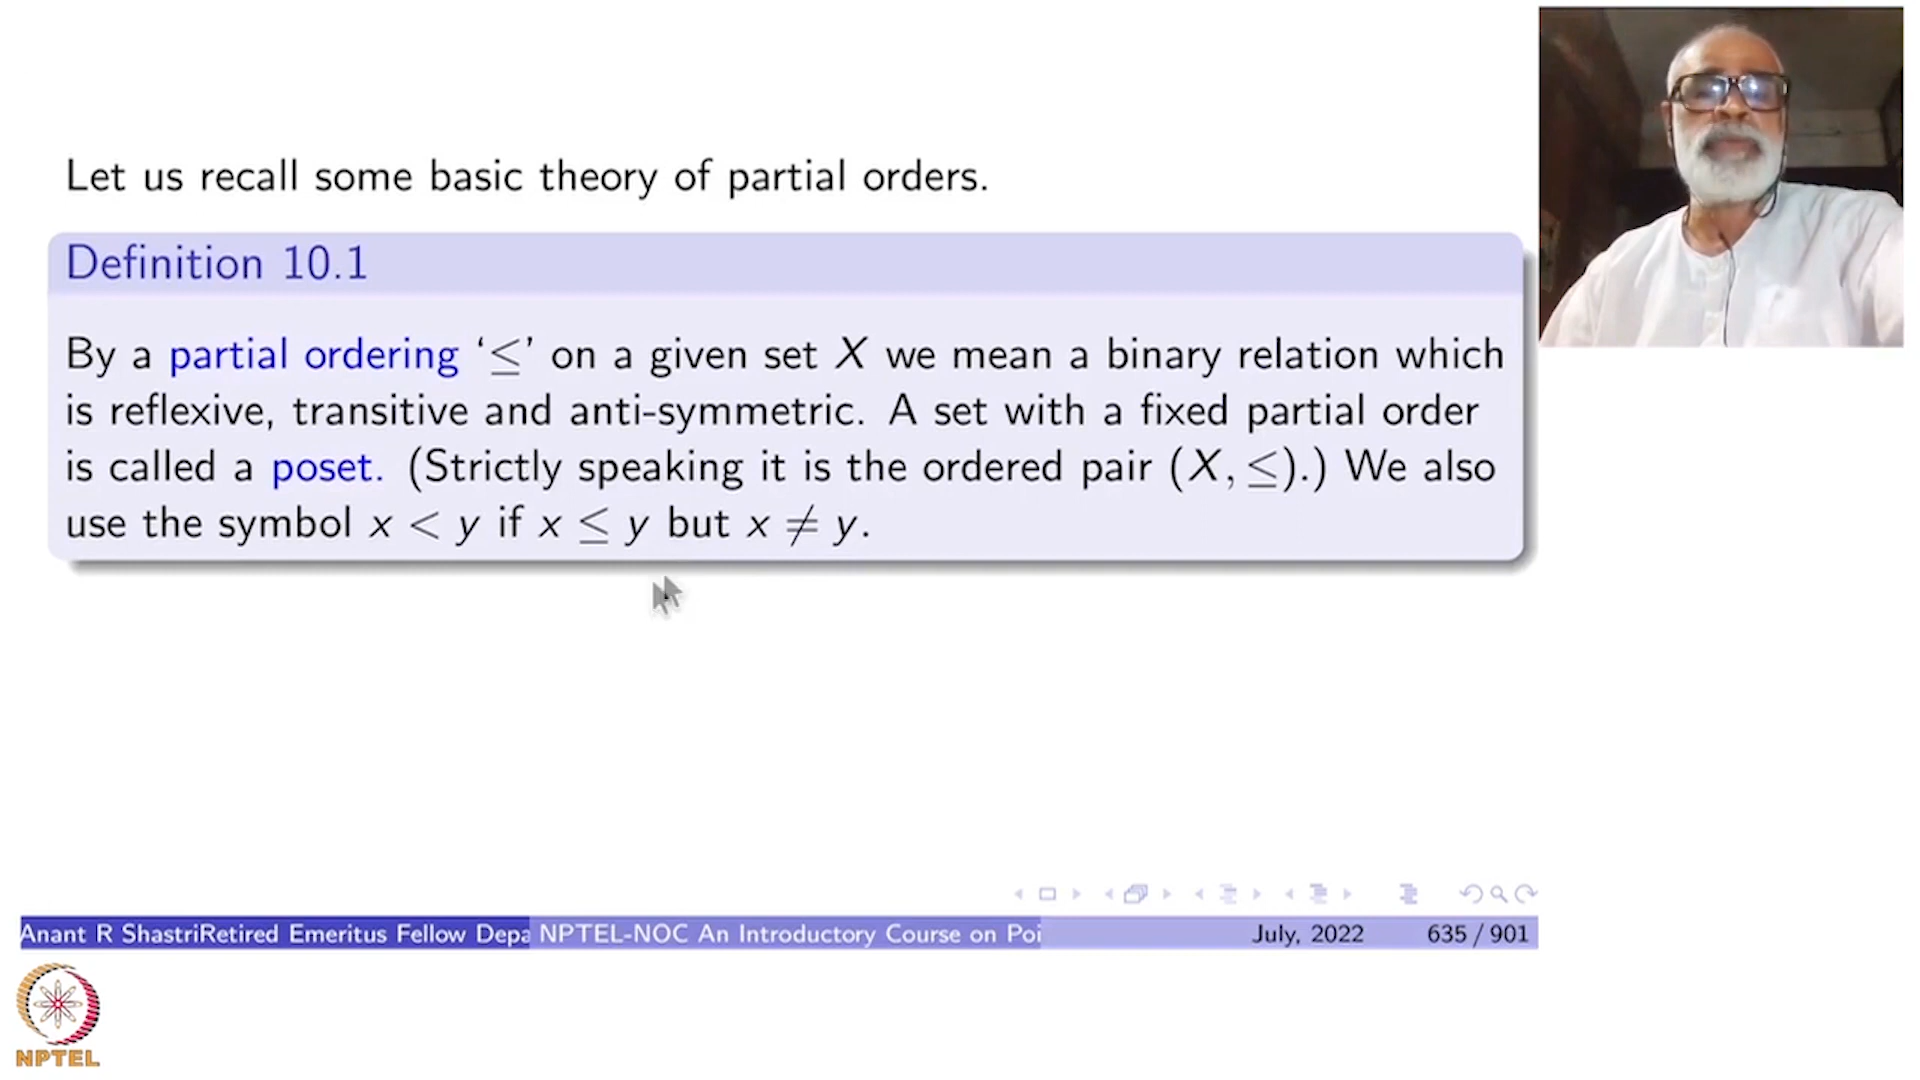 Let us recall some basic theory of partial orders.
Definition 10.1
By a partial ordering ‘≤’ on a given set X we mean a binary relation which
is reflexive, transitive and anti-symmetric. A set with a fixed partial order
is called a poset. (Strictly speaking it is the ordered pair (X, ≤).) We also
use the symbol x < y if x ≤ y but x ≠ y.
Anant R ShastriRetired Emeritus Fellow Depa NPTEL-NOC An Introductory Course on Poi July, 2022 635 / 901
NPTEL